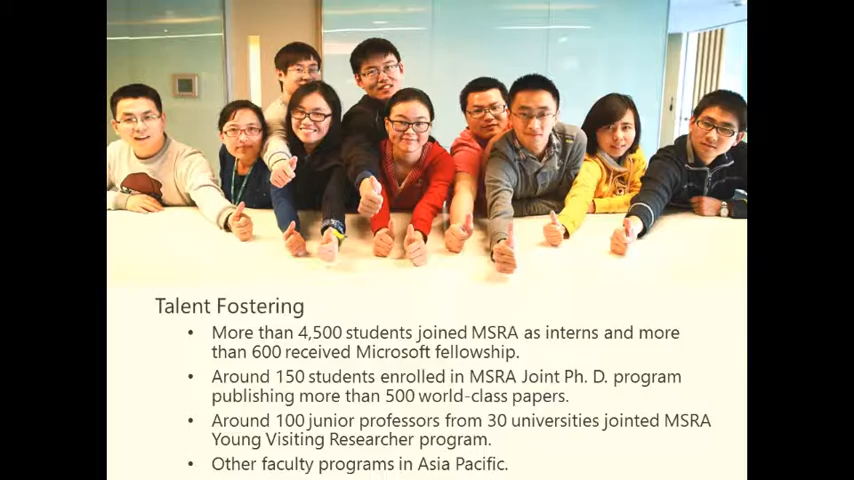 Talent Fostering
• More than 4,500 students joined MSRA as interns and more
than 600 received Microsoft fellowship.
• Around 150 students enrolled in MSRA Joint Ph. D. program
publishing more than 500 world-class papers.
• Around 100 junior professors from 30 universities jointed MSRA
Young Visiting Researcher program.
• Other faculty programs in Asia Pacific.